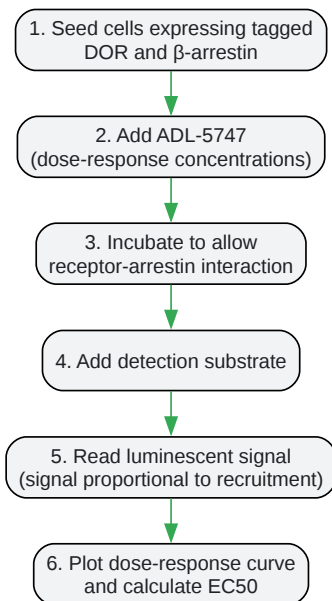 1. Seed cells expressing tagged
DOR and β-arrestin
2. Add ADL-5747
(dose-response concentrations)
3. Incubate to allow
receptor-arrestin interaction
4. Add detection substrate
5. Read luminescent signal
(signal proportional to recruitment)
6. Plot dose-response curve
and calculate EC50